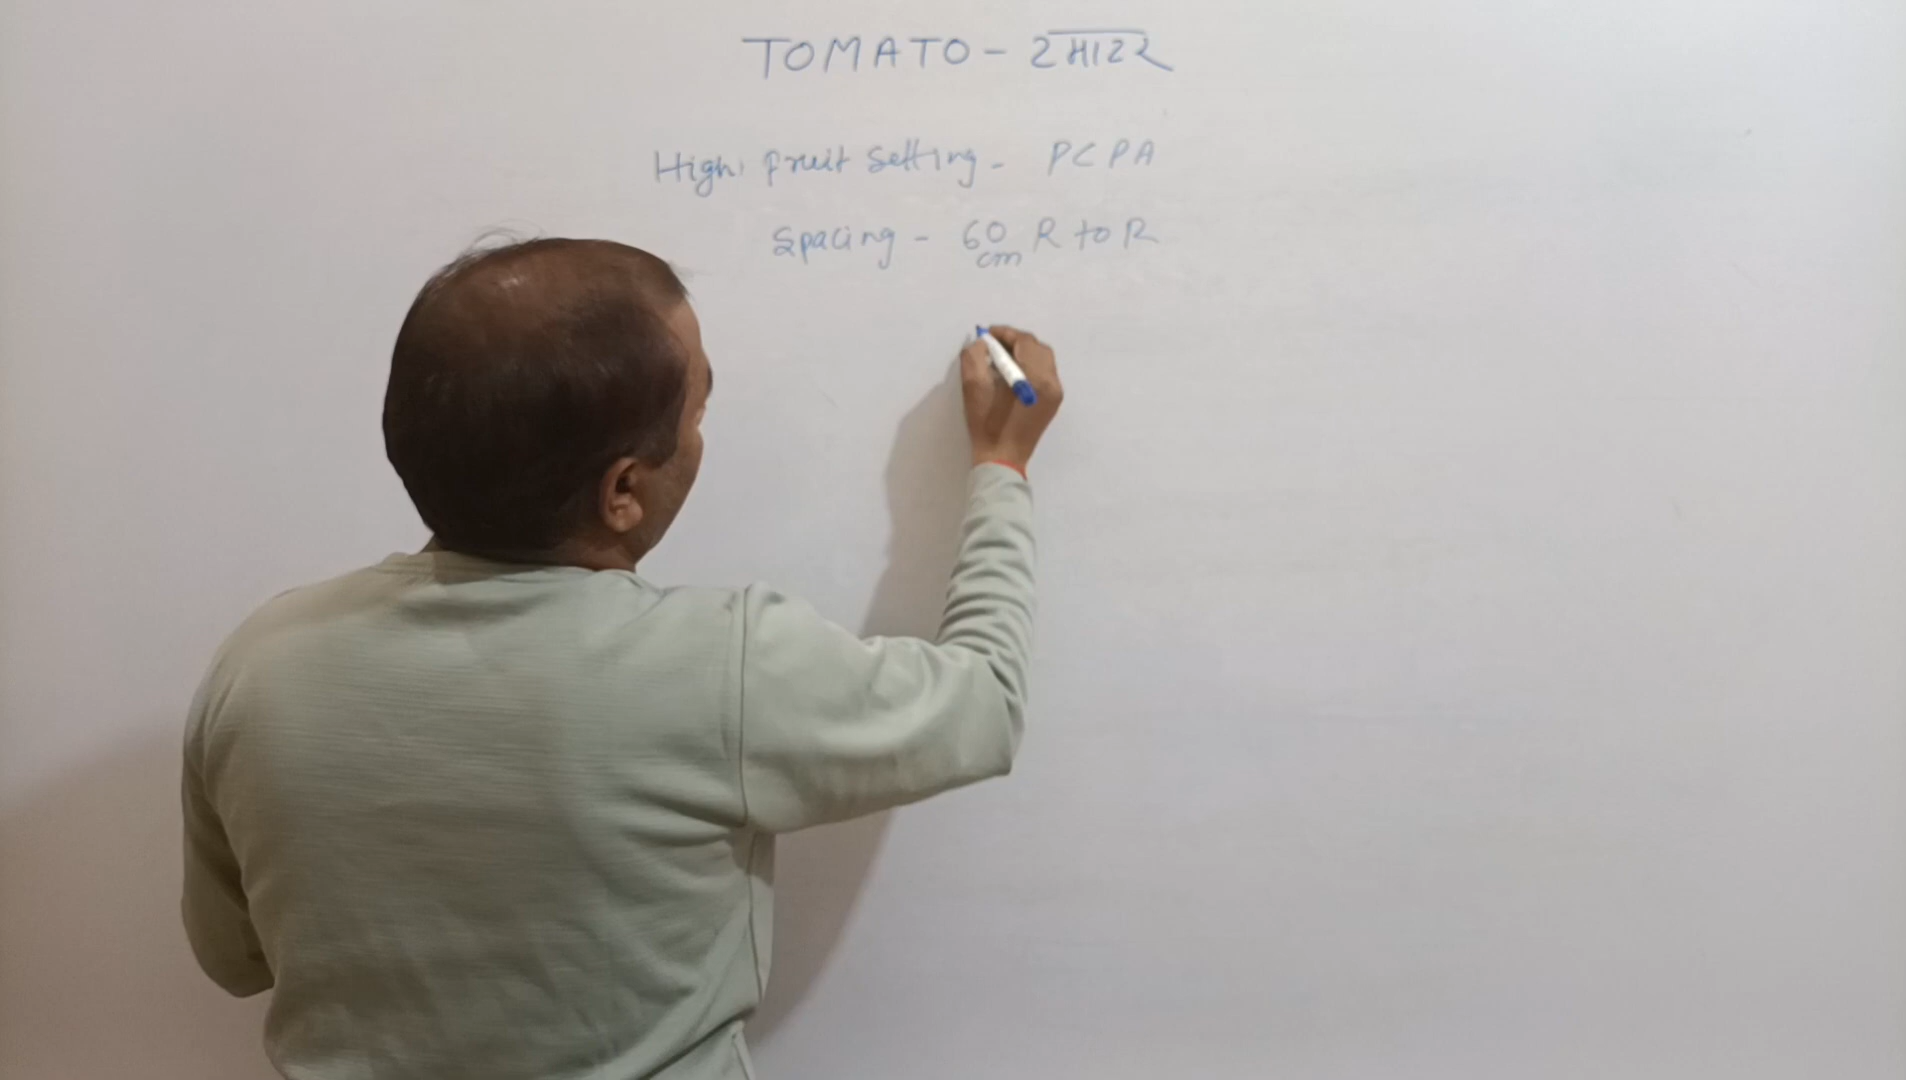 TOMATO - टमाटर
High fruit setting - PCPA
Spacing - 60 cm R to R